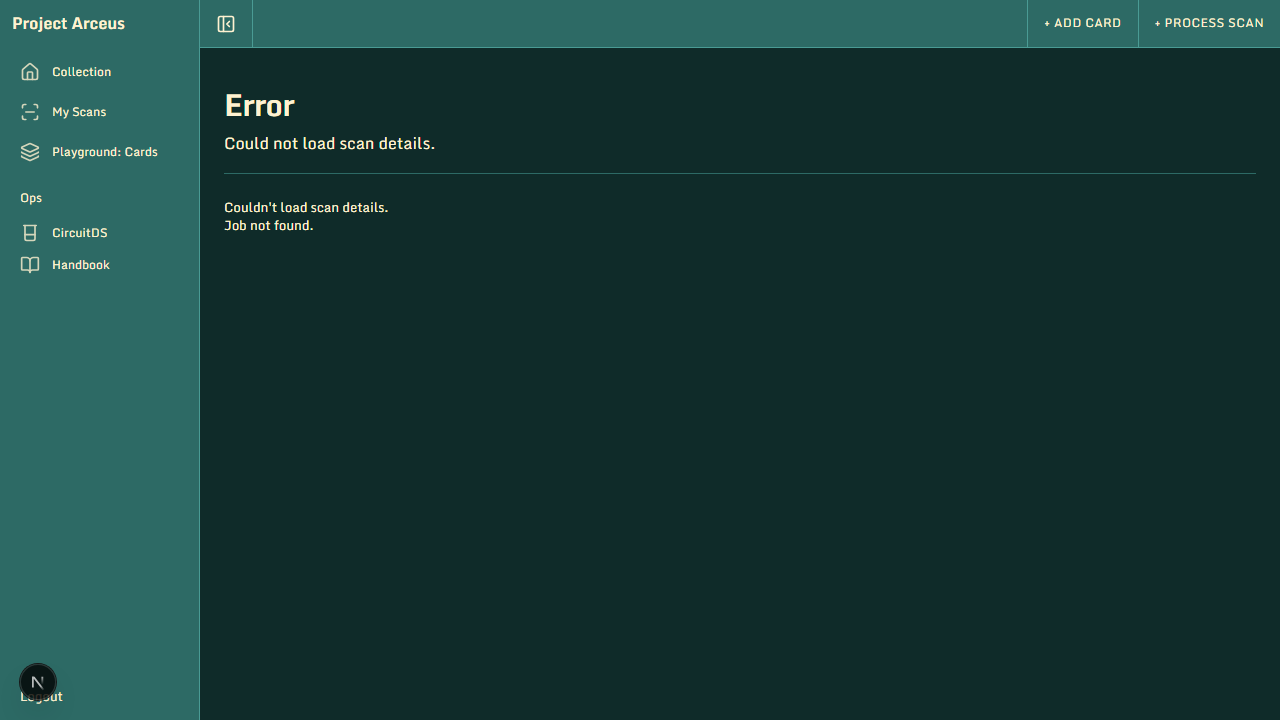 Project Arceus
+ ADD CARD
+ PROCESS SCAN
Collection
My Scans
Playground: Cards
Ops
CircuitDS
Handbook
Error
Could not load scan details.
Couldn't load scan details.
Job not found.
N
Logout